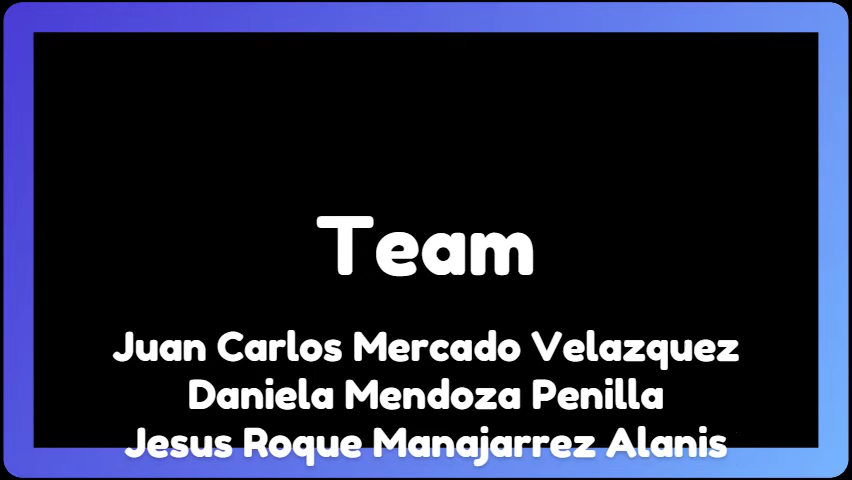 Team
Juan Carlos Mercado Velazquez
Daniela Mendoza Penilla
Jesus Roque Manajarrez Alanis